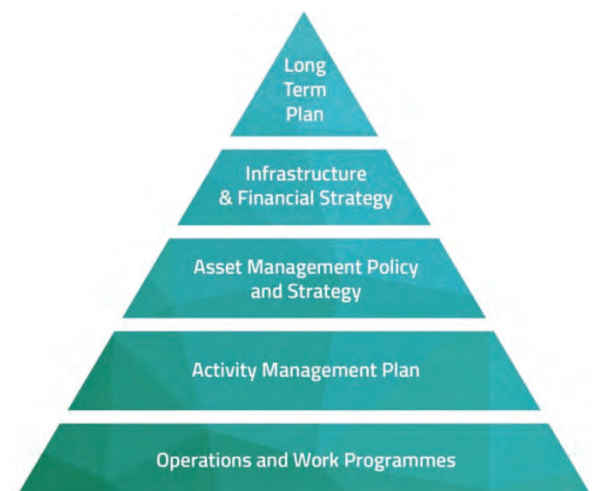 Long
Term
Plan
Infrastructure
& Financial Strategy
Asset Management Policy
and Strategy
Activity Management Plan
Operations and Work Programmes